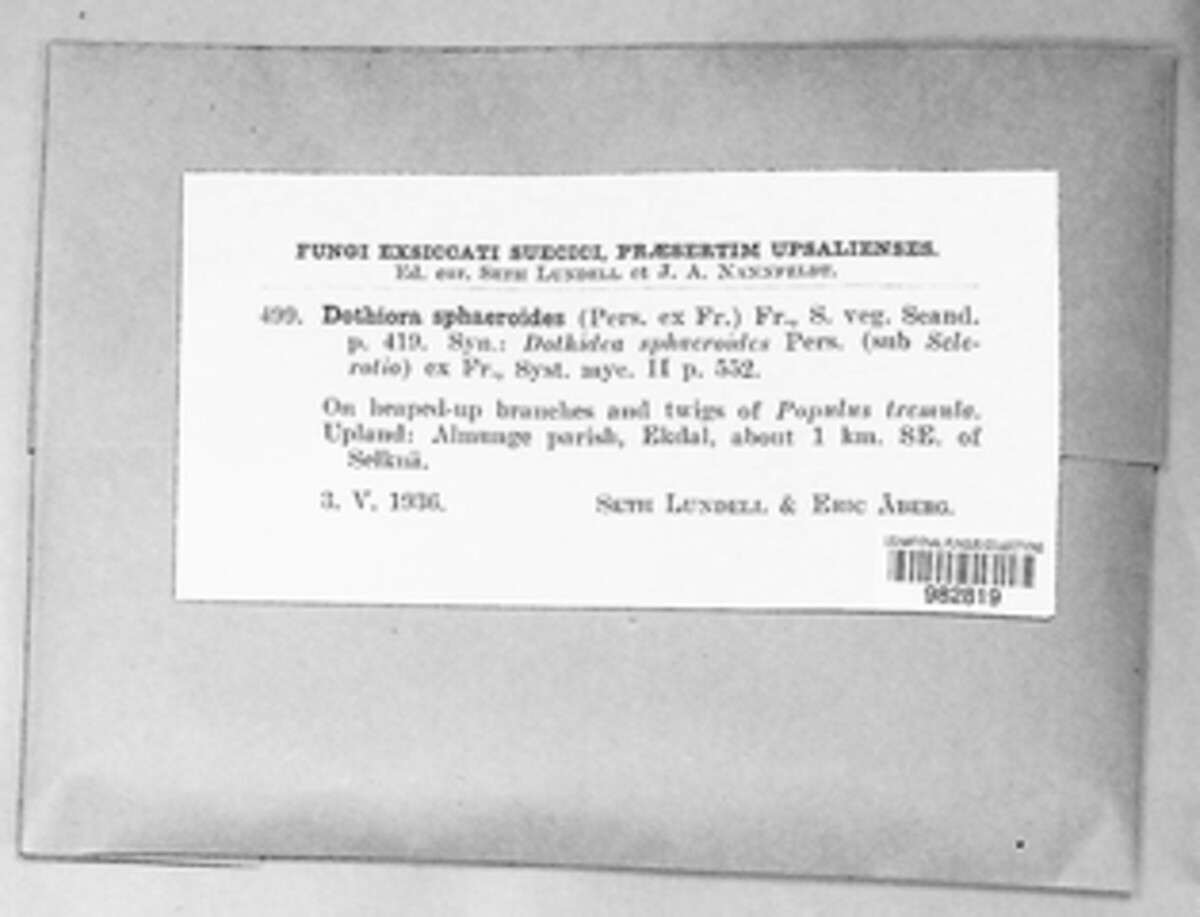 FUNGI EXSICCATI SUECICI, PRÆSERTIM UPSALIENSES.
Ed. cur. SETH LUNDELL et J. A. NANNFELDT.
499. Dothiora sphaeroides (Pers. ex Fr.) Fr., S. veg. Scand.
p. 419. Syn.: Dothidea sphaeroides Pers. (sub Scle-
rotio) ex Fr., Syst. myc. II p. 552.
On heaped-up branches and twigs of Populus tremula.
Upland: Almunge parish, Ekdal, about 1 km. SE. of
Selknä.
3. V. 1936. SETH LUNDELL & ERIC ÅBERG.
982819